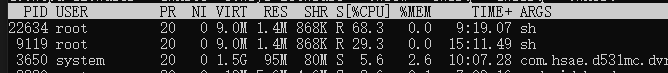 PID USER PR NI VIRT RES SHR S[%CPU] %MEM TIME+ ARGS
22634 root 20 0 9.0M 1.4M 868K R 68.3 0.0 9:19.07 sh
9119 root 20 0 9.0M 1.4M 868K R 29.3 0.0 15:11.49 sh
3650 system 20 0 1.5G 95M 80M S 5.6 2.6 10:07.28 com.hsae.d531mc.dvr